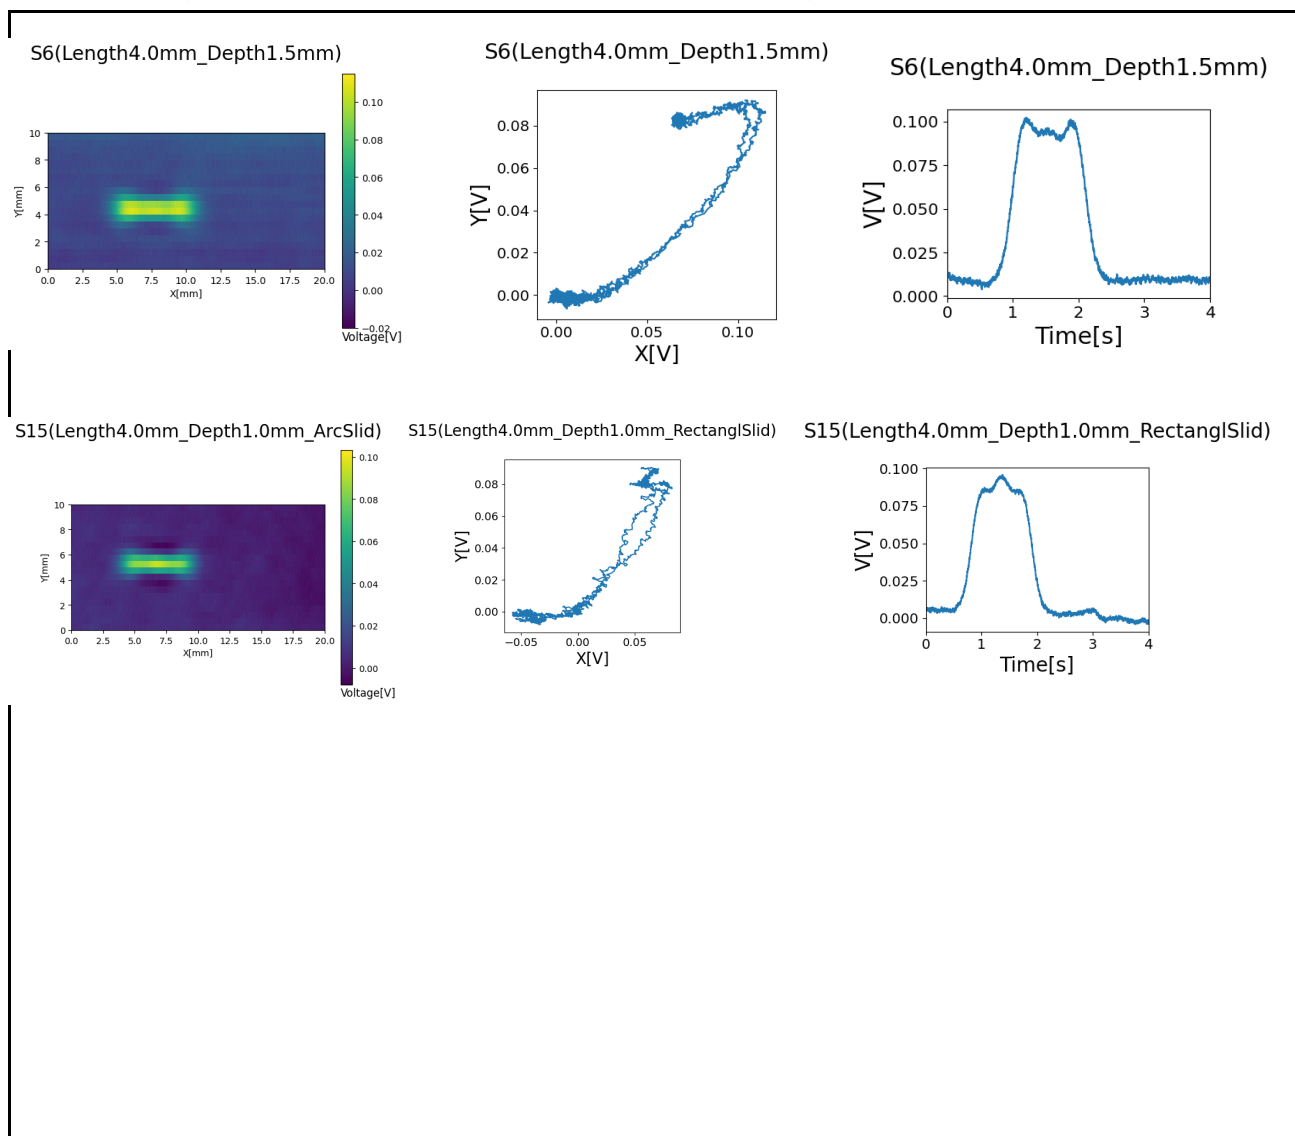 S6(Length4.0mm_Depth1.5mm)
10
8
6
4
2
0
Y[mm]
0.0 2.5 5.0 7.5 10.0 12.5 15.0 17.5 20.0
X[mm]
0.10
0.08
0.06
0.04
0.02
0.00
−0.02
Voltage[V]
S6(Length4.0mm_Depth1.5mm)
0.08
0.06
0.04
0.02
0.00
Y[V]
0.00 0.05 0.10
X[V]
S6(Length4.0mm_Depth1.5mm)
0.100
0.075
0.050
0.025
0.000
V[V]
0 1 2 3 4
Time[s]
S15(Length4.0mm_Depth1.0mm_ArcSlid)
10
8
6
4
2
0
Y[mm]
0.0 2.5 5.0 7.5 10.0 12.5 15.0 17.5 20.0
X[mm]
0.10
0.08
0.06
0.04
0.02
0.00
Voltage[V]
S15(Length4.0mm_Depth1.0mm_RectanglSlid)
0.08
0.06
0.04
0.02
0.00
Y[V]
−0.05 0.00 0.05
X[V]
S15(Length4.0mm_Depth1.0mm_RectanglSlid)
0.100
0.075
0.050
0.025
0.000
V[V]
0 1 2 3 4
Time[s]